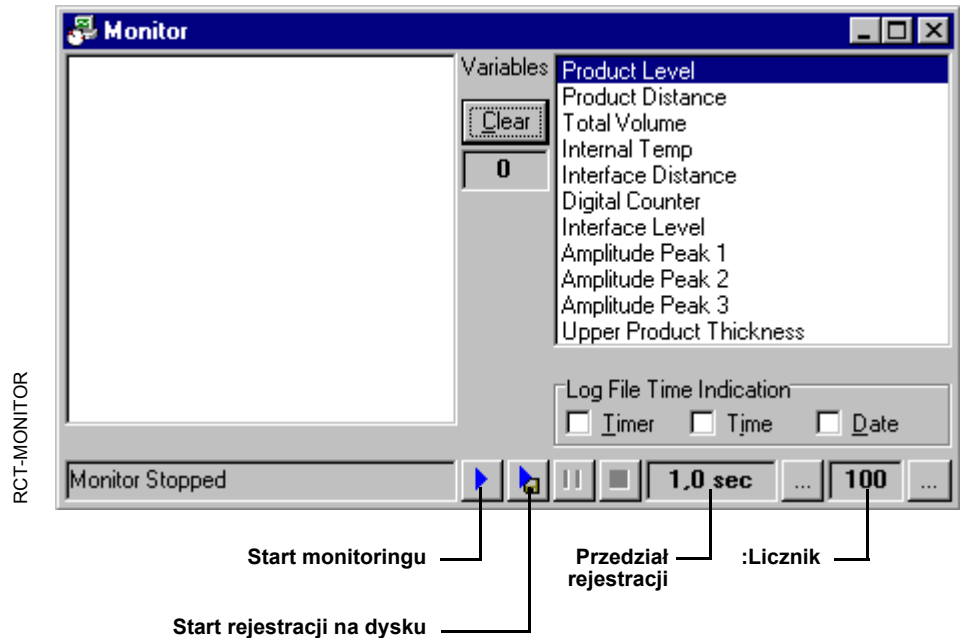 Monitor
Variables
Clear
0
Product Level
Product Distance
Total Volume
Internal Temp
Interface Distance
Digital Counter
Interface Level
Amplitude Peak 1
Amplitude Peak 2
Amplitude Peak 3
Upper Product Thickness
Log File Time Indication
Timer
Time
Date
Monitor Stopped
1,0 sec
...
100
...
RCT-MONITOR
Start monitoringu
Przedział
rejestracji
:Licznik
Start rejestracji na dysku